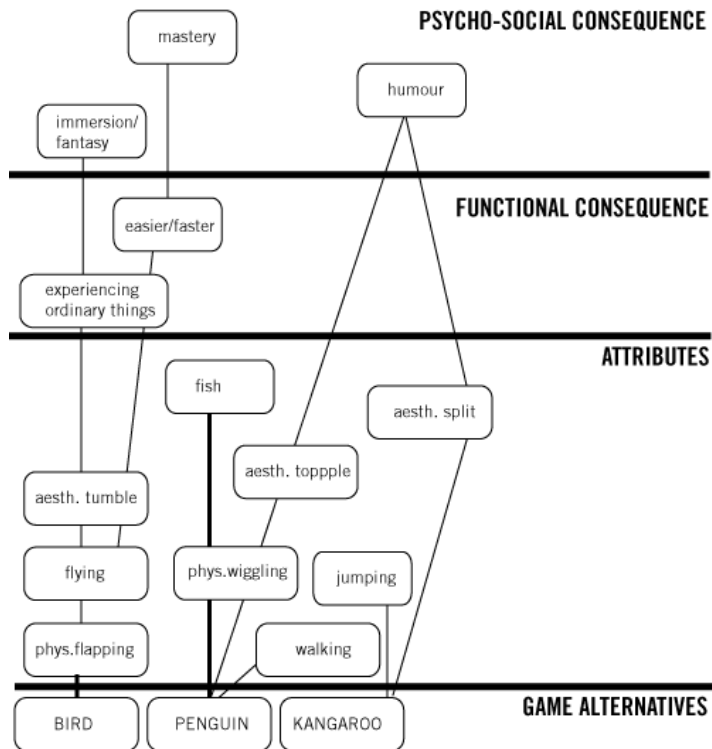 PSYCHO-SOCIAL CONSEQUENCE
mastery
humour
immersion/
fantasy
FUNCTIONAL CONSEQUENCE
easier/faster
experiencing
ordinary things
ATTRIBUTES
fish
aesth. split
aesth. toppple
aesth. tumble
flying
phys.wiggling
jumping
phys.flapping
walking
GAME ALTERNATIVES
BIRD
PENGUIN
KANGAROO